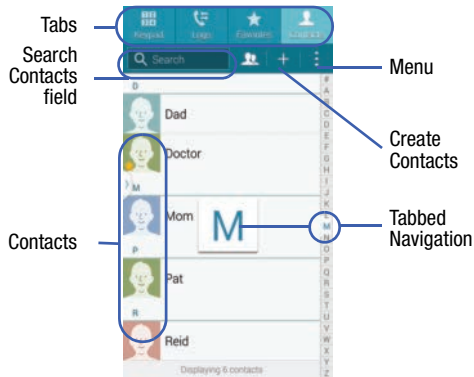 Tabs
Keypad Logs Favorites Contacts
Search
Contacts
field
Search
Menu
D
Dad
Create
Contacts
Doctor
M
Mom
M
Tabbed
Navigation
Contacts
P
Pat
R
Reid
Displaying 6 contacts
#
A
B
C
D
E
F
G
H
I
J
K
L
M
N
O
P
Q
R
S
T
U
V
W
X
Y
Z